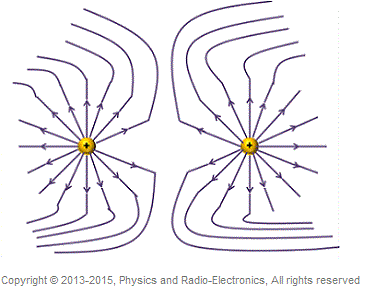 + +
Copyright © 2013-2015, Physics and Radio-Electronics, All rights reserved